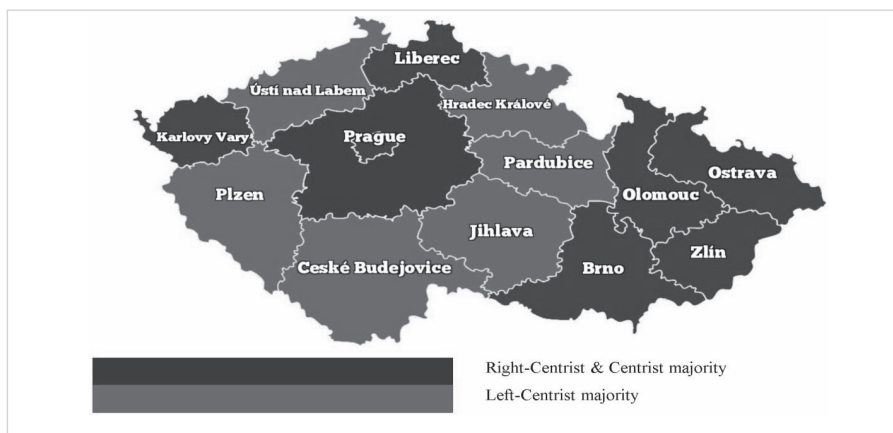 Liberec
Ústí nad Labem
Hradec Králové
Karlovy Vary
Prague
Pardubice
Ostrava
Plzen
Olomouc
Jihlava
Zlín
Ceské Budejovice
Brno
Right-Centrist & Centrist majority
Left-Centrist majority